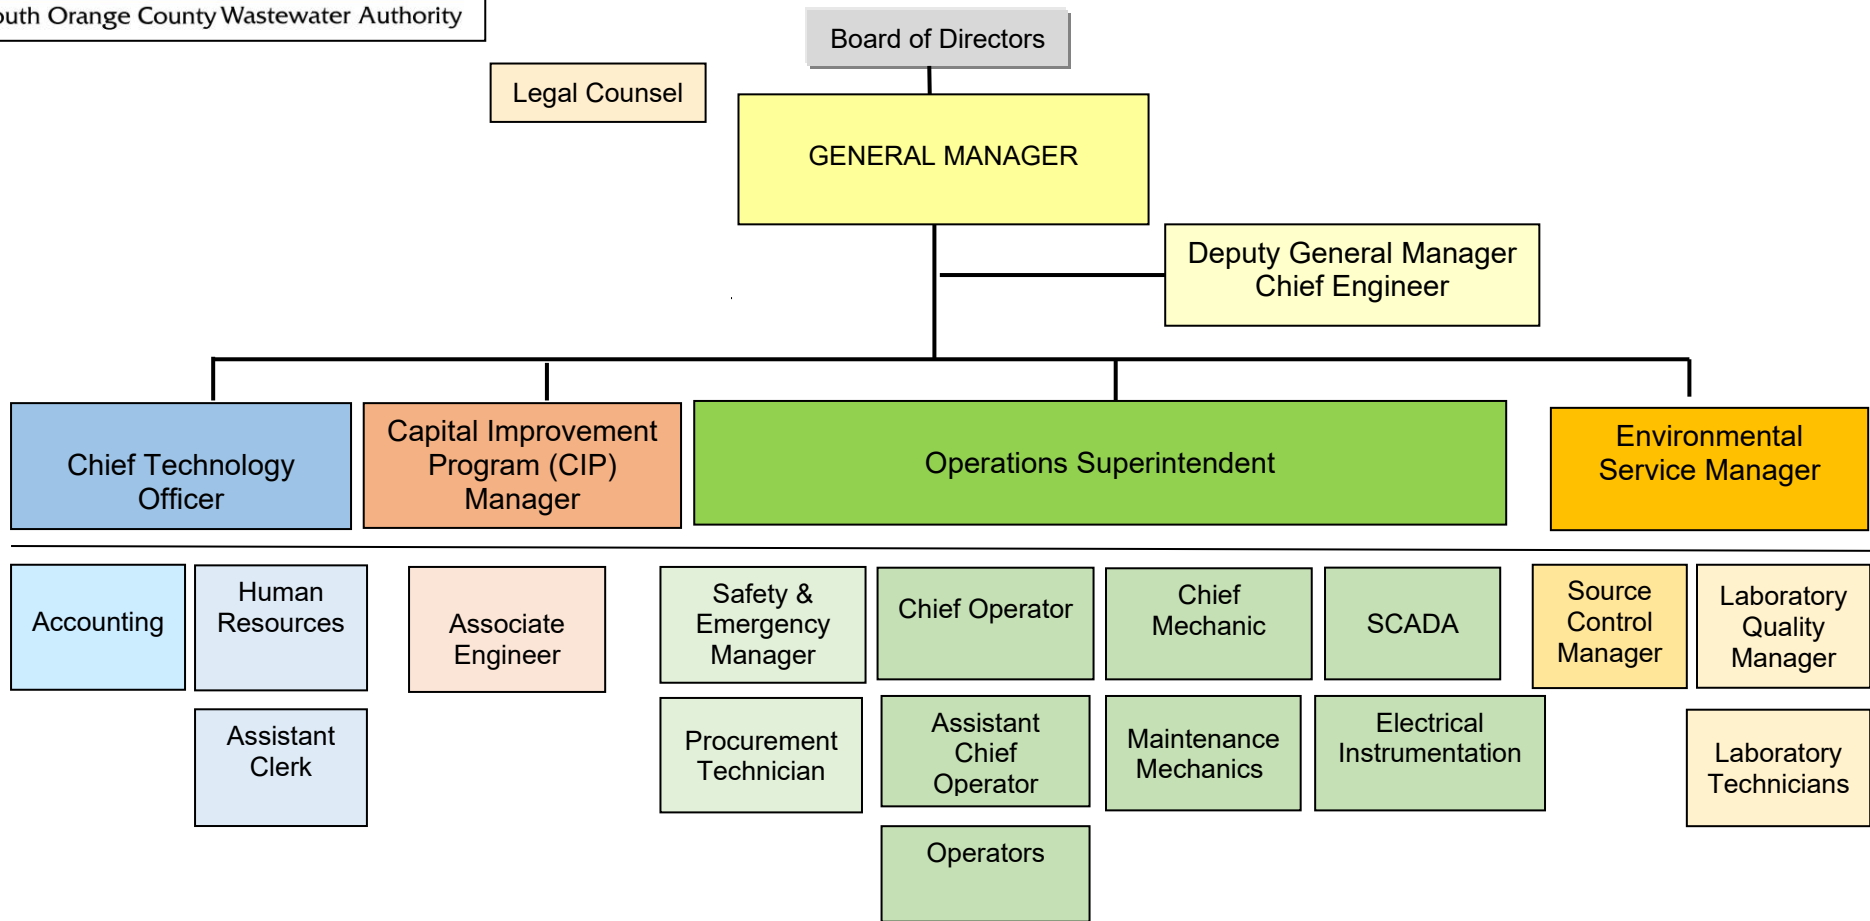 outh Orange County Wastewater Authority
Board of Directors
Legal Counsel
GENERAL MANAGER
Deputy General Manager
Chief Engineer
Chief Technology
Officer
Capital Improvement
Program (CIP)
Manager
Operations Superintendent
Environmental
Service Manager
Accounting
Human
Resources
Associate
Engineer
Safety &
Emergency
Manager
Chief Operator
Chief
Mechanic
SCADA
Source
Control
Manager
Laboratory
Quality
Manager
Assistant
Clerk
Procurement
Technician
Assistant
Chief
Operator
Maintenance
Mechanics
Electrical
Instrumentation
Laboratory
Technicians
Operators